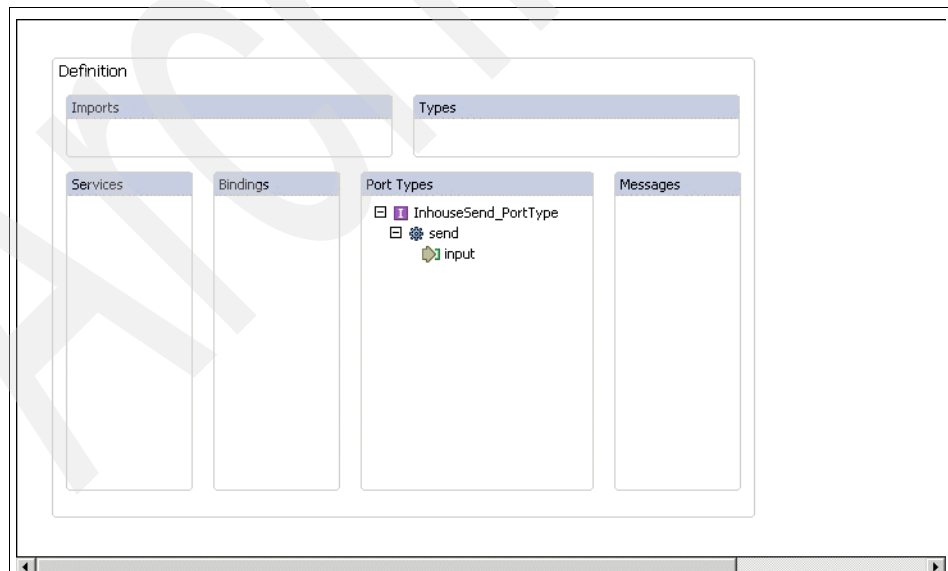 Definition
Imports
Types
Services
Bindings
Port Types
Messages
InhouseSend_PortType
send
input